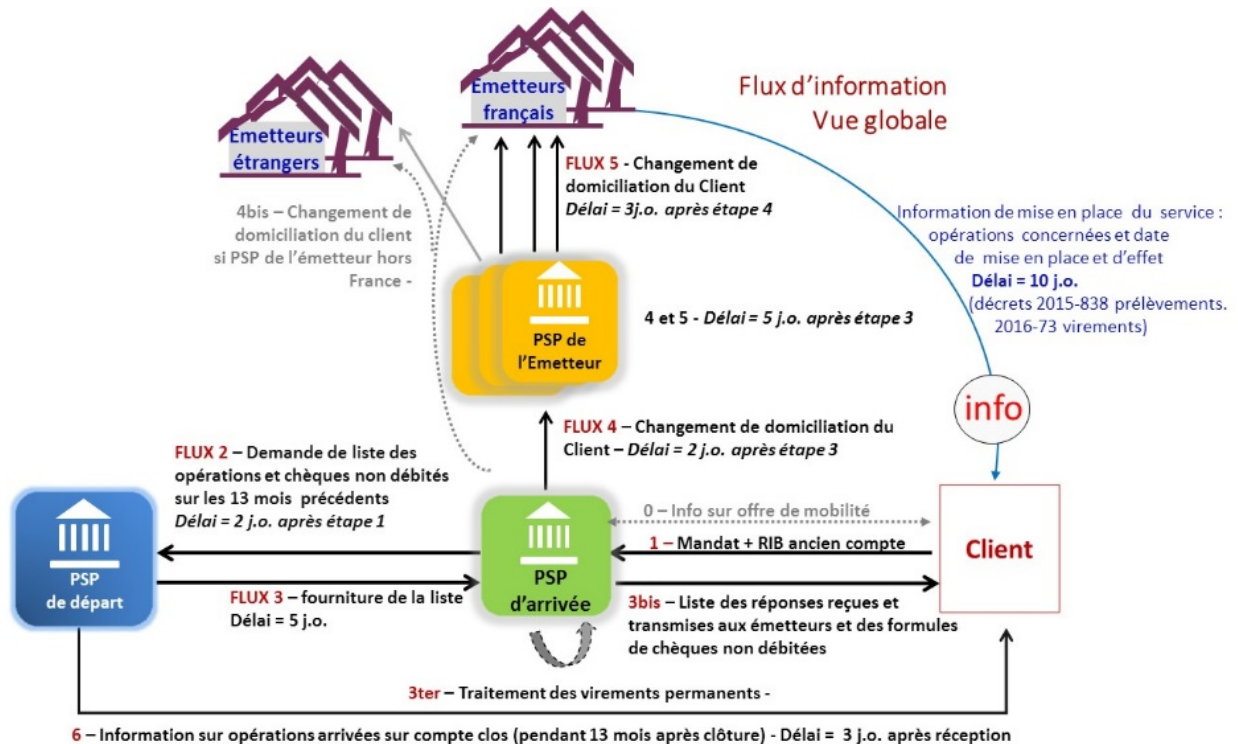 Emetteurs
français
Flux d'information
Vue globale
Emetteurs
étrangers
FLUX 5 - Changement de
domiciliation du Client
Délai = 3j.o. après étape 4
4bis – Changement de
domiciliation du client
si PSP de l'émetteur hors
France -
Information de mise en place du service :
opérations concernées et date
de mise en place et d'effet
Délai = 10 j.o.
(décrets 2015-838 prélèvements.
2016-73 virements)
PSP de
l'Emetteur
4 et 5 - Délai = 5 j.o. après étape 3
info
FLUX 4 – Changement de domiciliation du
Client – Délai = 2 j.o. après étape 3
FLUX 2 – Demande de liste des
opérations et chèques non débités
sur les 13 mois précédents
Délai = 2 j.o. après étape 1
0 – Info sur offre de mobilité
1 – Mandat + RIB ancien compte
Client
PSP
de départ
PSP
d'arrivée
FLUX 3 – fourniture de la liste
Délai = 5 j.o.
3bis – Liste des réponses reçues et
transmises aux émetteurs et des formules
de chèques non débitées
3ter – Traitement des virements permanents -
6 – Information sur opérations arrivées sur compte clos (pendant 13 mois après clôture) - Délai = 3 j.o. après réception